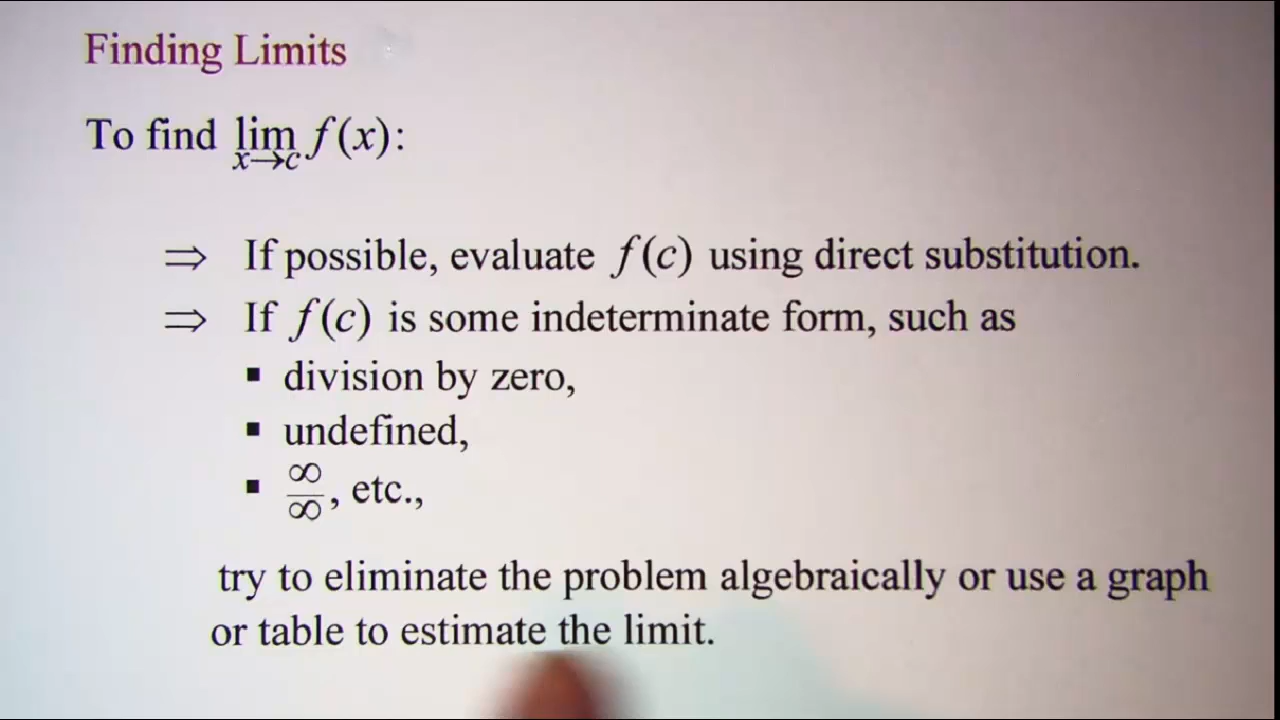 Finding Limits
To find lim f(x):
x→c
⇒ If possible, evaluate f(c) using direct substitution.
⇒ If f(c) is some indeterminate form, such as
▪ division by zero,
▪ undefined,
▪ ∞/∞, etc.,
try to eliminate the problem algebraically or use a graph
or table to estimate the limit.